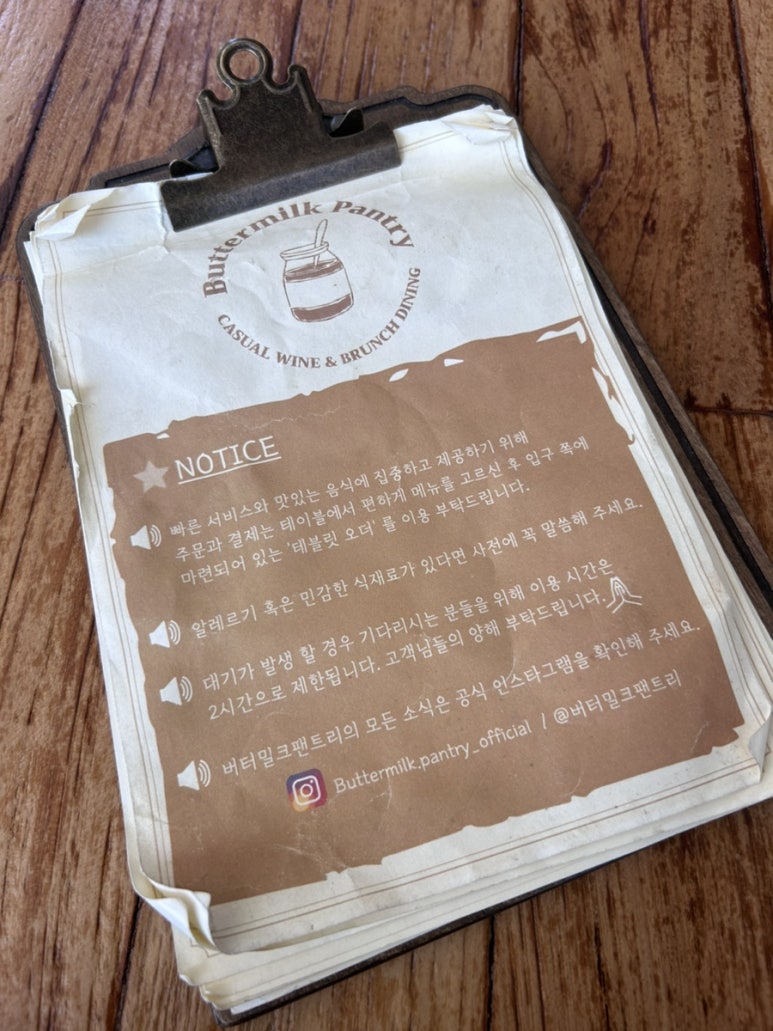 Buttermilk Pantry
CASUAL WINE & BRUNCH DINING
NOTICE
빠른 서비스와 맛있는 음식에 집중하고 제공하기 위해
주문과 결제는 테이블에서 편하게 메뉴를 고르신 후 입구 쪽에
마련되어 있는 '테블릿 오더' 를 이용 부탁드립니다.
알레르기 혹은 민감한 식재료가 있다면 사전에 꼭 말씀해 주세요.
대기가 발생 할 경우 기다리시는 분들을 위해 이용 시간은
2시간으로 제한됩니다. 고객님들의 양해 부탁드립니다.
버터밀크팬트리의 모든 소식은 공식 인스타그램을 확인해 주세요.
Buttermilk.pantry_official / @버터밀크팬트리